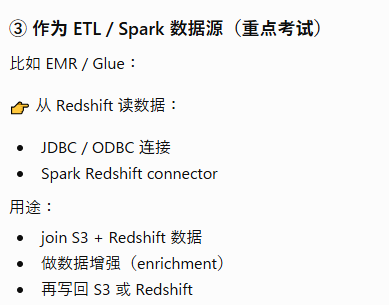 ③ 作为 ETL / Spark 数据源（重点考试）
比如 EMR / Glue：
👉 从 Redshift 读数据：
• JDBC / ODBC 连接
• Spark Redshift connector
用途：
• join S3 + Redshift 数据
• 做数据增强（enrichment）
• 再写回 S3 或 Redshift